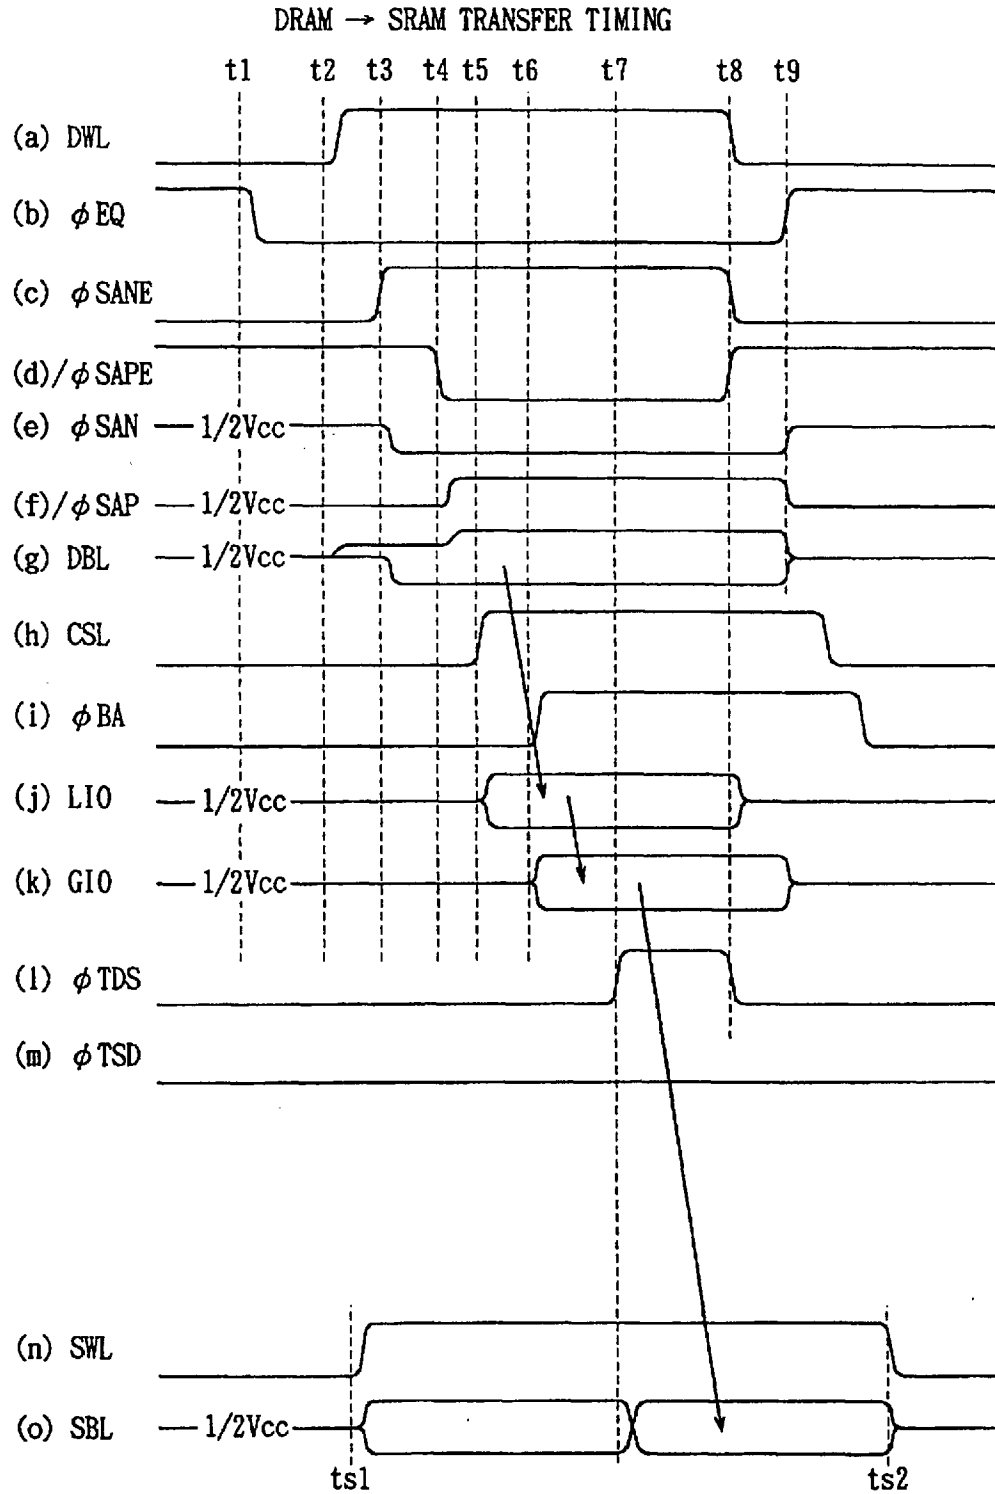 DRAM → SRAM TRANSFER TIMING
t1 t2 t3 t4 t5 t6 t7 t8 t9
(a) DWL
(b) φEQ
(c) φSANE
(d)/φSAPE
(e) φSAN 1/2Vcc
(f)/φSAP 1/2Vcc
(g) DBL 1/2Vcc
(h) CSL
(i) φBA
(j) LIO 1/2Vcc
(k) GIO 1/2Vcc
(l) φTDS
(m) φTSD
(n) SWL
(o) SBL 1/2Vcc
ts1 ts2